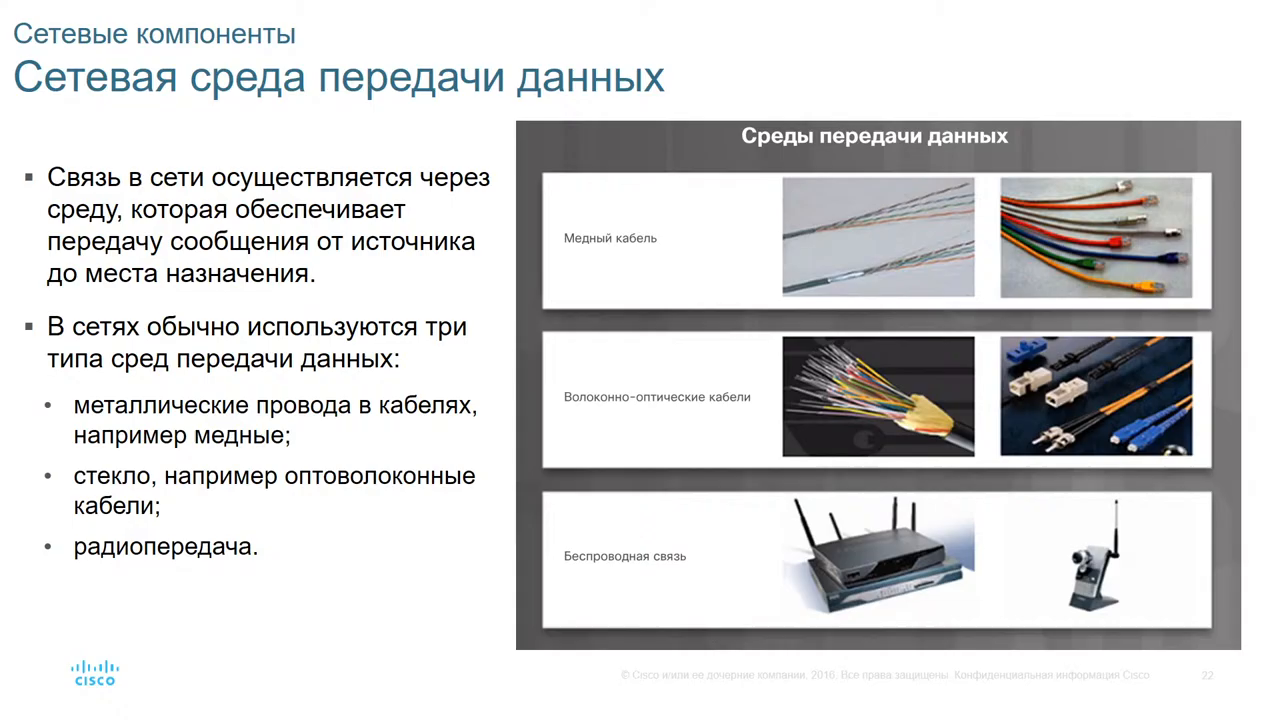 Сетевые компоненты
Сетевая среда передачи данных
▪ Связь в сети осуществляется через
среду, которая обеспечивает
передачу сообщения от источника
до места назначения.
▪ В сетях обычно используются три
типа сред передачи данных:
• металлические провода в кабелях,
например медные;
• стекло, например оптоволоконные
кабели;
• радиопередача.
Среды передачи данных
Медный кабель
Волоконно-оптические кабели
Беспроводная связь
CISCO
© Cisco и/или ее дочерние компании, 2016. Все права защищены. Конфиденциальная информация Cisco
22